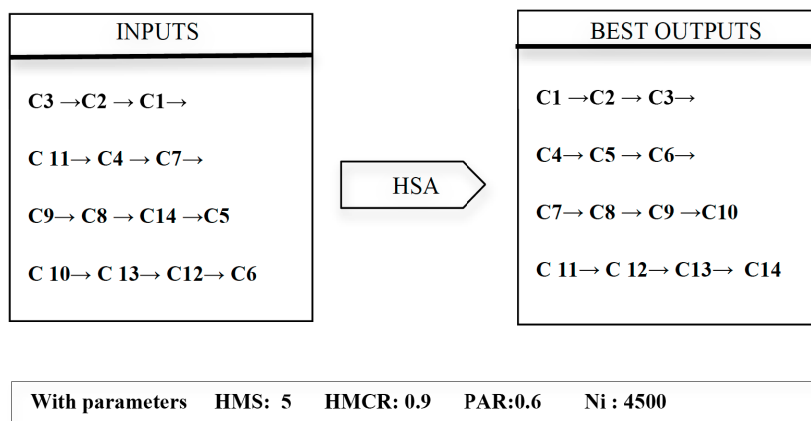 INPUTS
C3 →C2 → C1→
C 11→ C4 → C7→
C9→ C8 → C14 →C5
C 10→ C 13→ C12→ C6
HSA
BEST OUTPUTS
C1 →C2 → C3→
C4→ C5 → C6→
C7→ C8 → C9 →C10
C 11→ C 12→ C13→ C14
With parameters HMS: 5 HMCR: 0.9 PAR:0.6 Ni : 4500